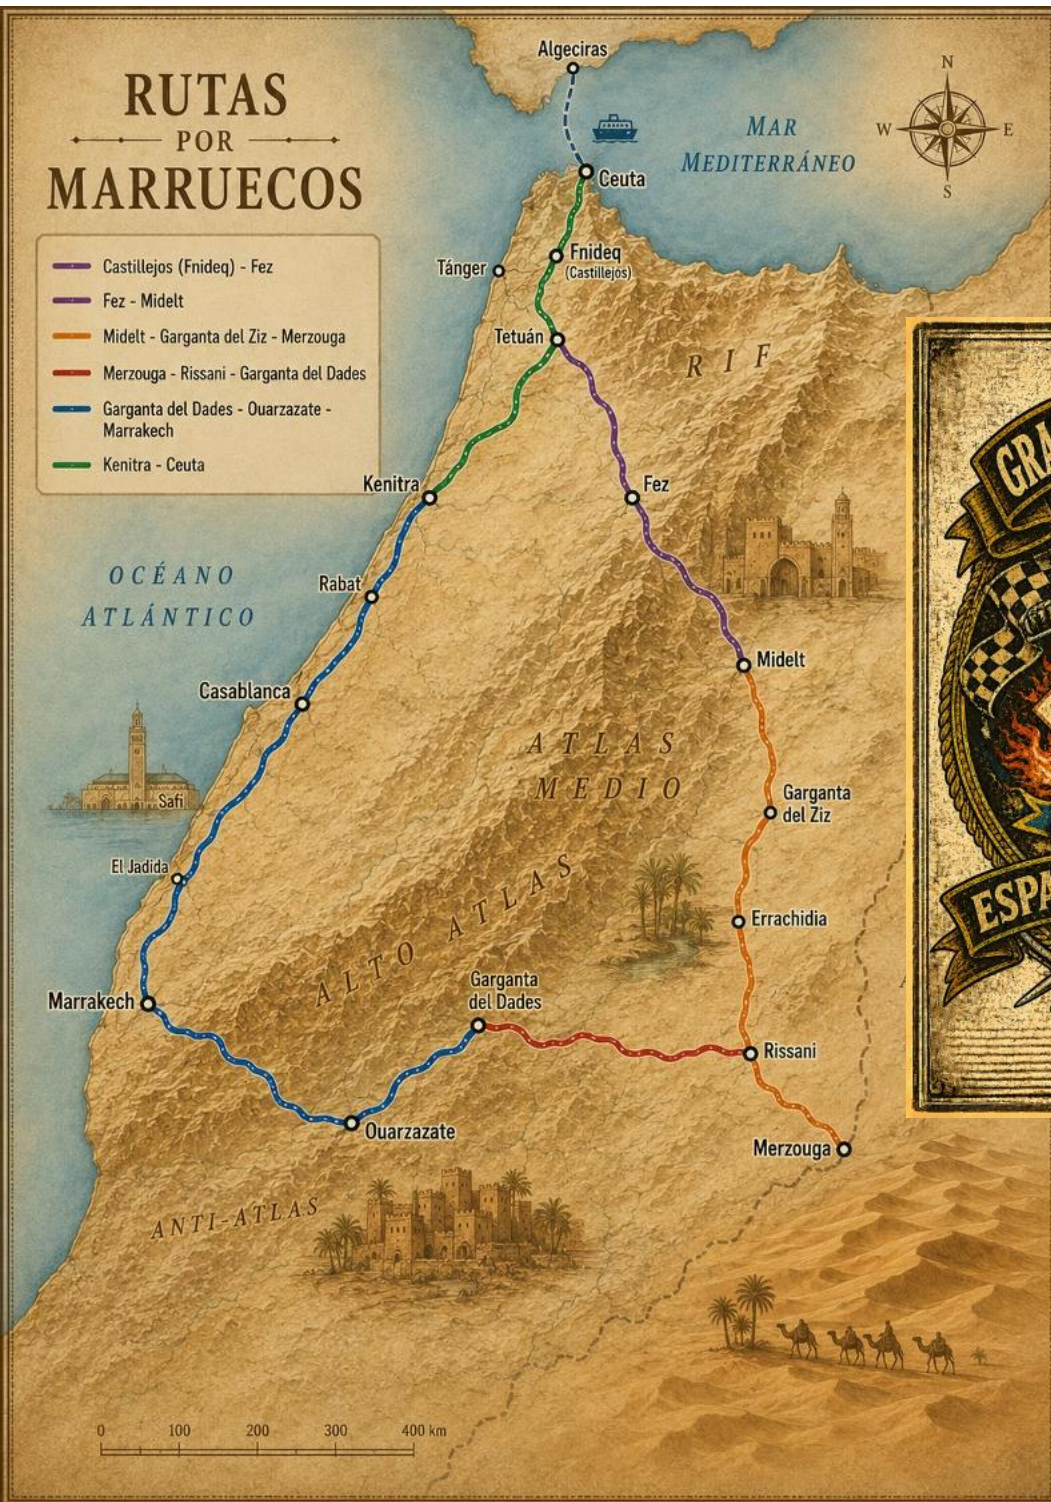 RUTAS
POR
MARRUECOS
Castillejos (Fnideq) - Fez
Fez - Midelt
Midelt - Garganta del Ziz - Merzouga
Merzouga - Rissani - Garganta del Dades
Garganta del Dades - Ouarzazate -
Marrakech
Kenitra - Ceuta
Algeciras
MAR
MEDITERRÁNEO
N
W
E
S
Ceuta
Fnideq
(Castillejos)
Tánger
Tetuán
RIF
Kenitra
Fez
OCÉANO
ATLÁNTICO
Rabat
Midelt
Casablanca
ATLAS
MEDIO
Safi
Garganta
del Ziz
El Jadida
ALTO ATLAS
Errachidia
Marrakech
Garganta
del Dades
Rissani
Ouarzazate
Merzouga
ANTI-ATLAS
0 100 200 300 400 km
GRA
ESPA